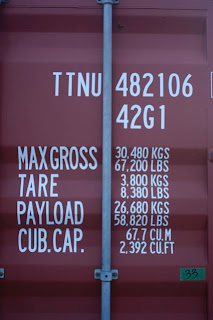 TTNU 482106
42G1
MAX.GROSS 30,480 KGS
67,200 LBS
TARE 3,800 KGS
8,380 LBS
PAYLOAD 26,680 KGS
58,820 LBS
CUB.CAP. 67.7 CU.M
2,392 CU.FT
33